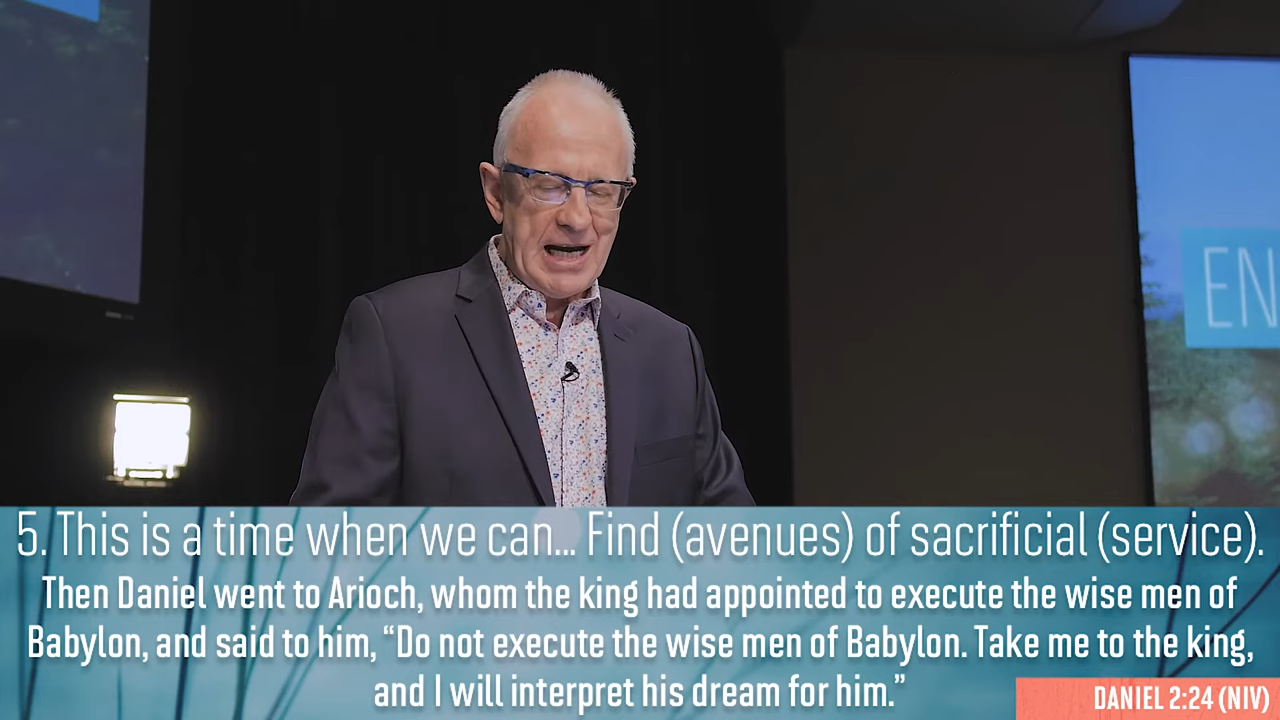 EN
5. This is a time when we can... Find (avenues) of sacrificial (service).
Then Daniel went to Arioch, whom the king had appointed to execute the wise men of
Babylon, and said to him, “Do not execute the wise men of Babylon. Take me to the king,
and I will interpret his dream for him.”
DANIEL 2:24 (NIV)